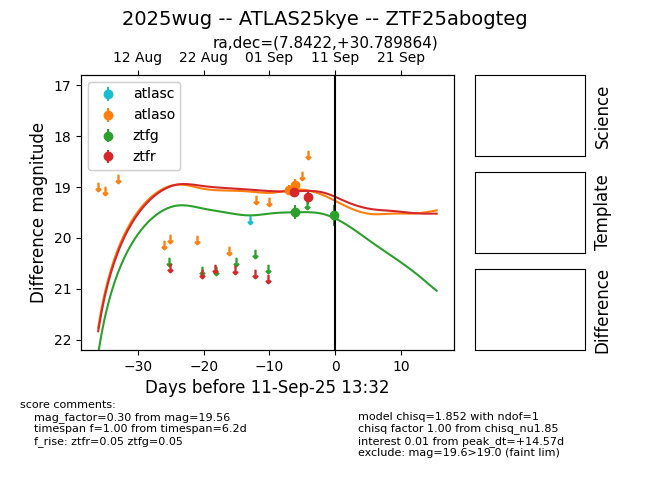 2025wug -- ATLAS25kye -- ZTF25abogteg
ra,dec=(7.8422,+30.789864)
12 Aug 22 Aug 01 Sep 11 Sep 21 Sep
17
18
19
20
21
22
Difference magnitude
atlasc
atlaso
ztfg
ztfr
−30 −20 −10 0 10
Days before 11-Sep-25 13:32
Science
Template
Difference
score comments:
mag_factor=0.30 from mag=19.56
timespan f=1.00 from timespan=6.2d
f_rise: ztfr=0.05 ztfg=0.05
model chisq=1.852 with ndof=1
chisq factor 1.00 from chisq_nu1.85
interest 0.01 from peak_dt=+14.57d
exclude: mag=19.6>19.0 (faint lim)